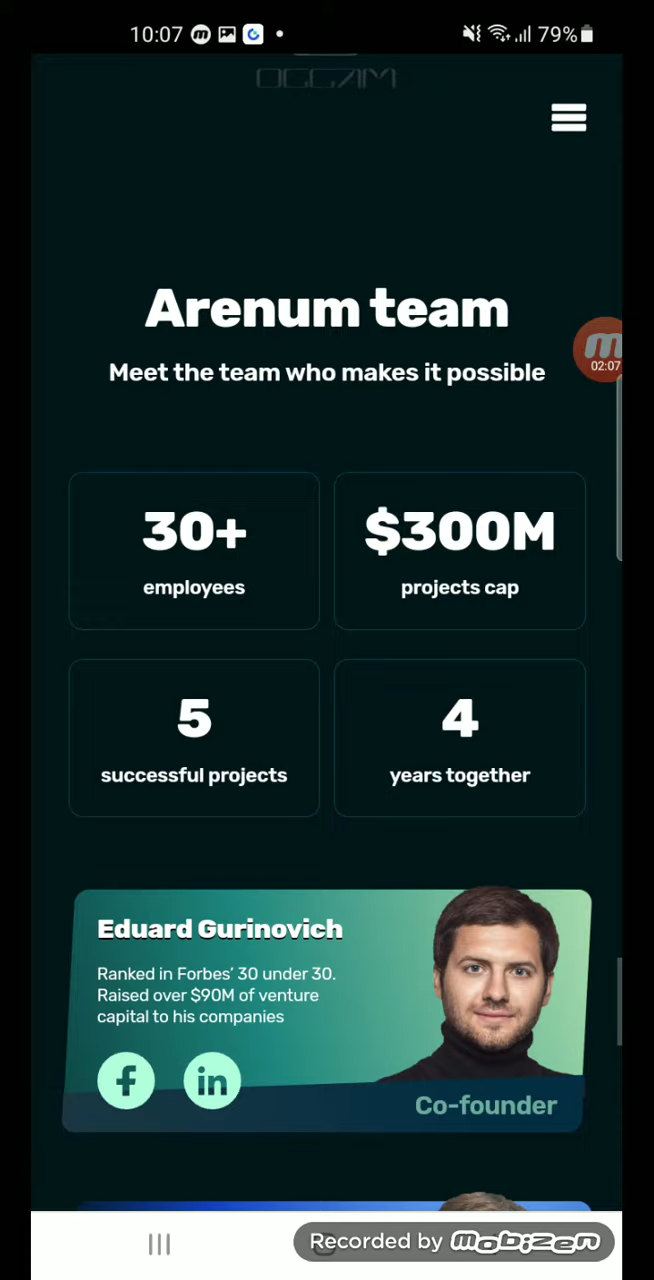 10:07
79%
Arenum team
Meet the team who makes it possible
02:07
30+
employees
$300M
projects cap
5
successful projects
4
years together
Eduard Gurinovich
Ranked in Forbes' 30 under 30.
Raised over $90M of venture
capital to his companies
f
in
Co-founder
Recorded by mobizen